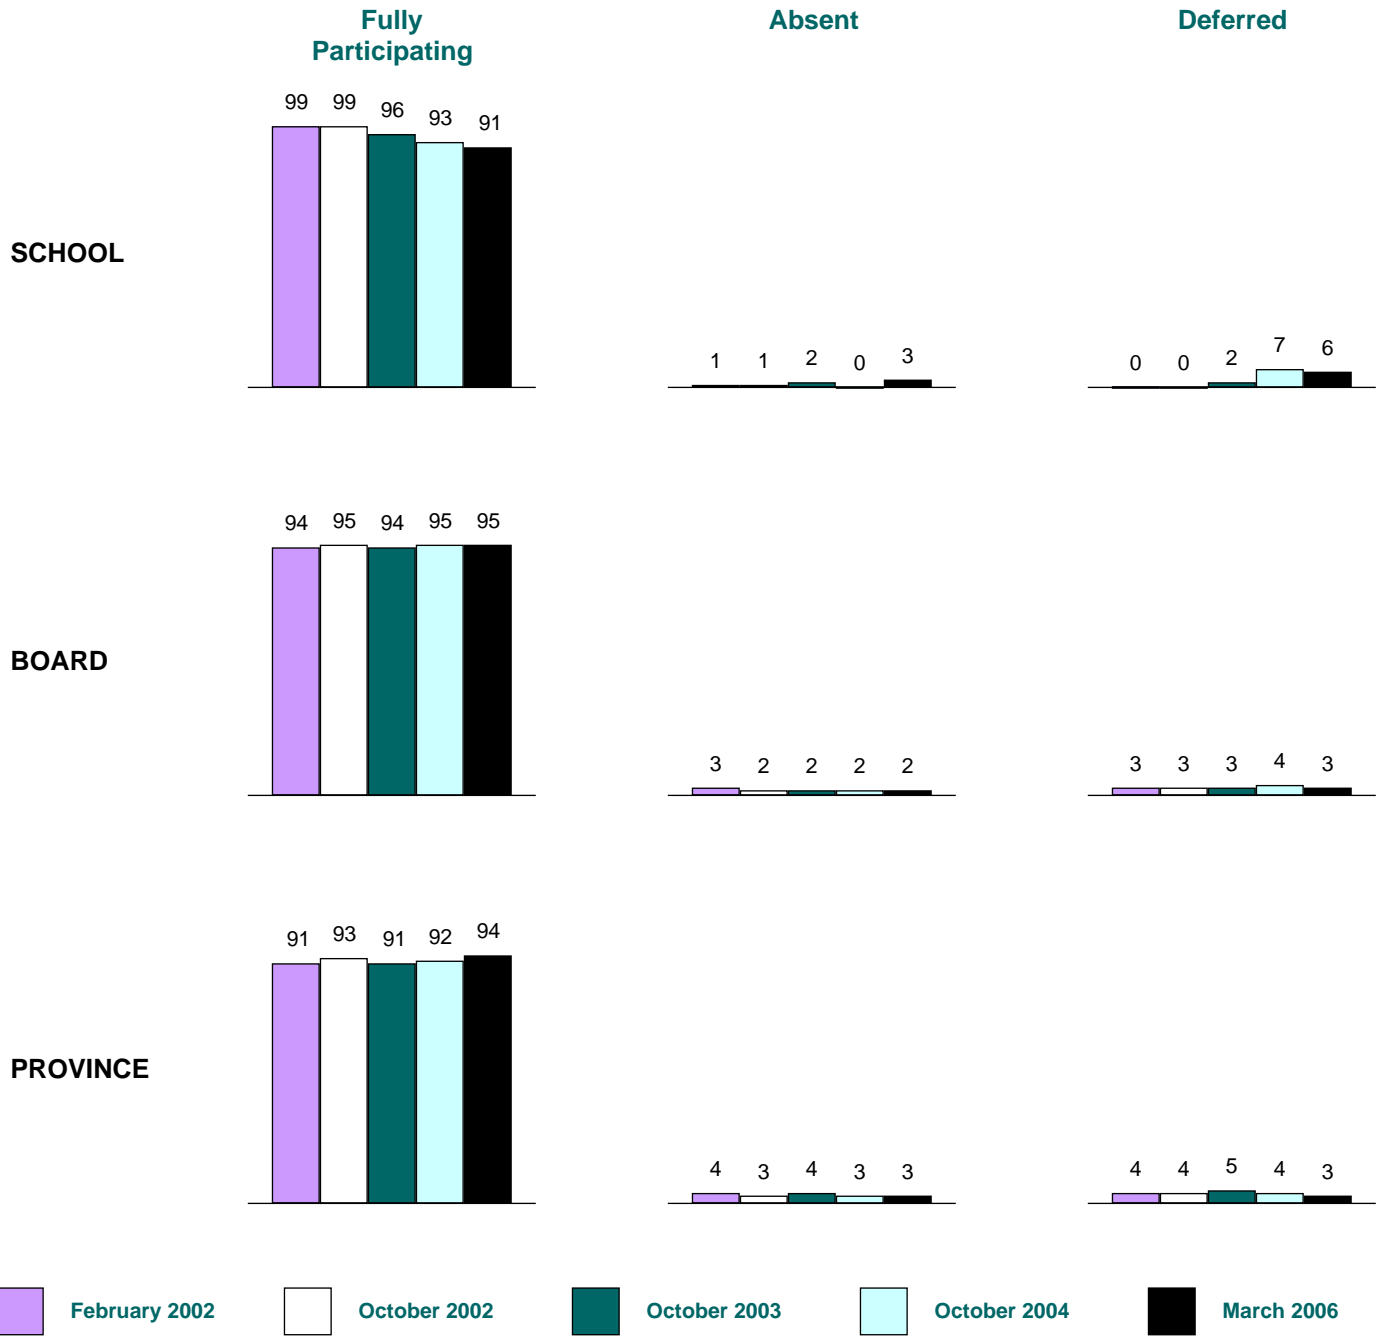 Fully
Participating
Absent
Deferred
SCHOOL
99 99 96 93 91
1 1 2 0 3
0 0 2 7 6
BOARD
94 95 94 95 95
3 2 2 2 2
3 3 3 4 3
PROVINCE
91 93 91 92 94
4 3 4 3 3
4 4 5 4 3
February 2002
October 2002
October 2003
October 2004
March 2006